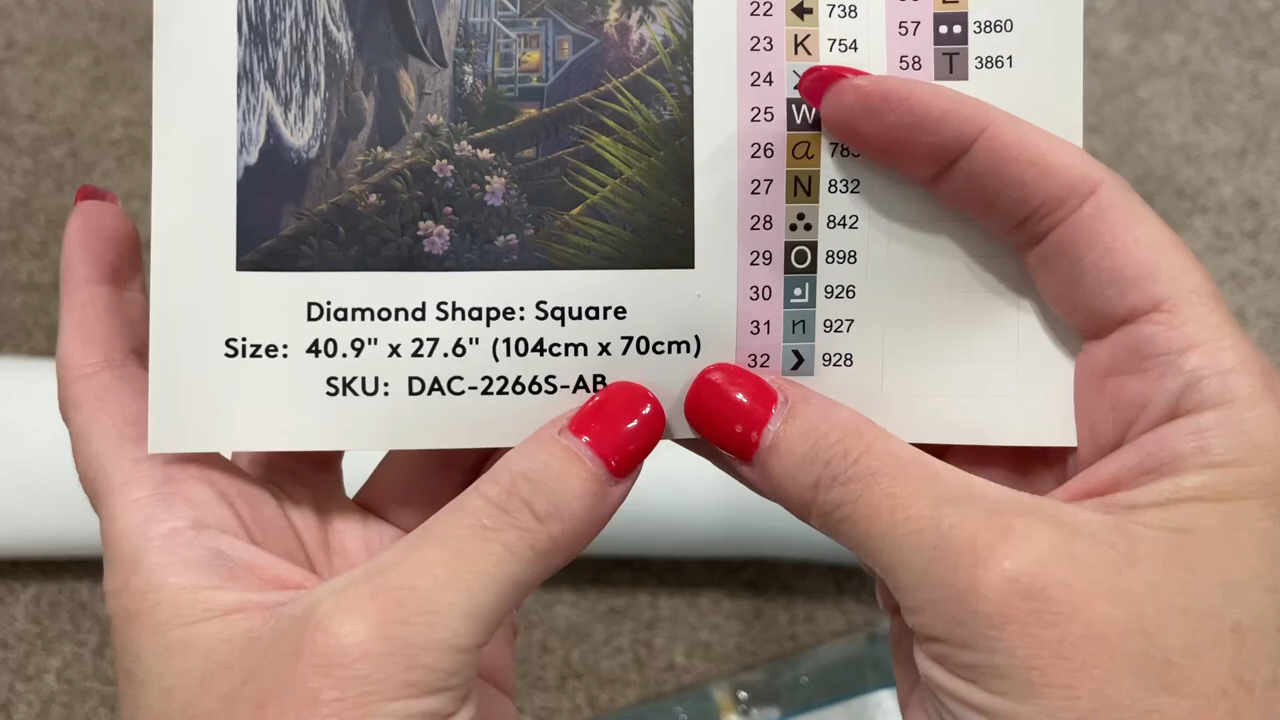 22 738
23 K 754
24
25 W
26 a
27 N 832
28 842
29 O 898
30 926
31 n 927
32 928
57 3860
58 T 3861
Diamond Shape: Square
Size: 40.9" x 27.6" (104cm x 70cm)
SKU: DAC-2266S-AB